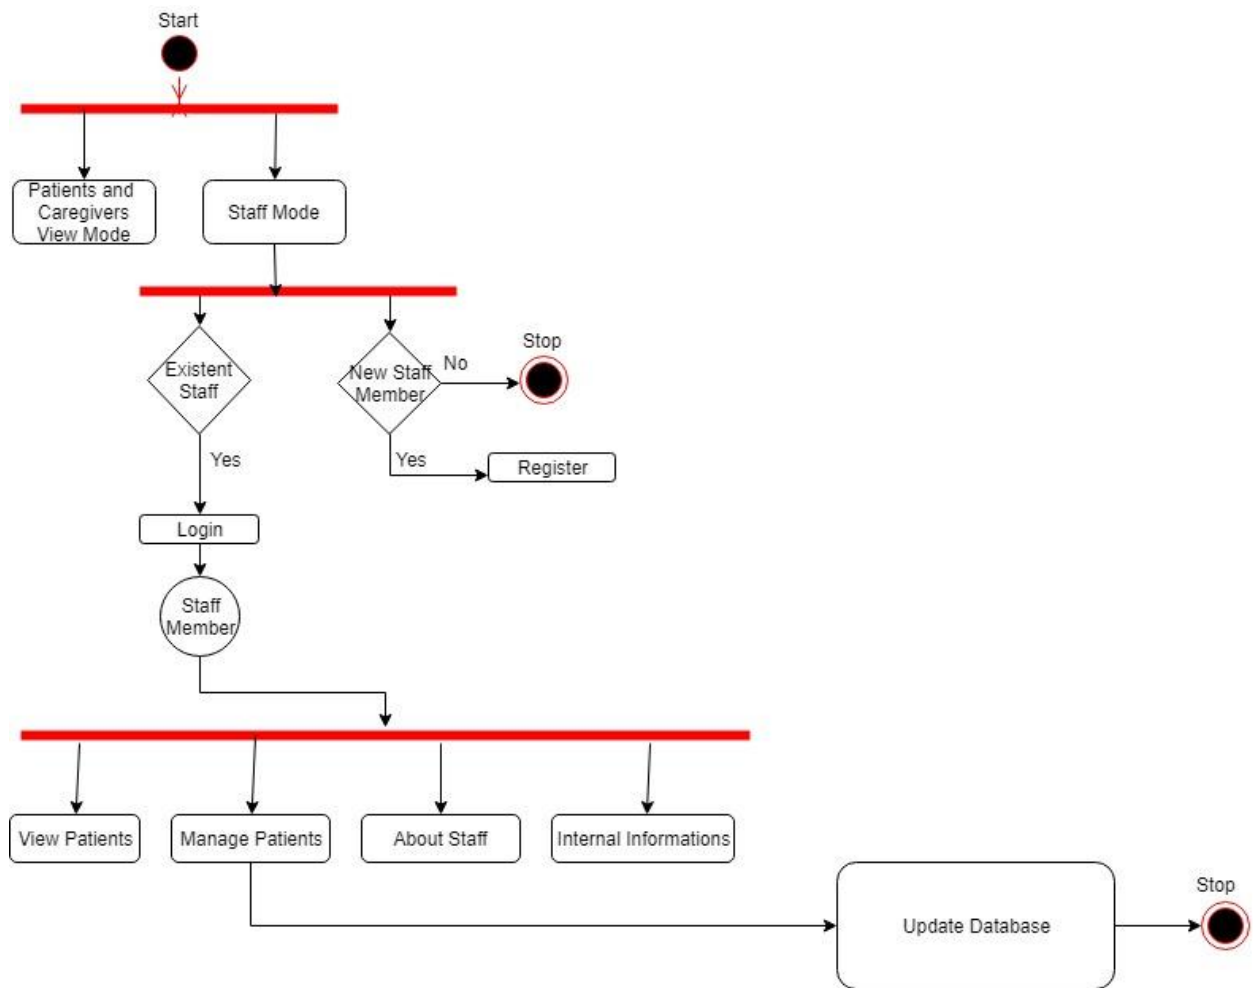 Start
Patients and
Caregivers
View Mode
Staff Mode
Existent
Staff
New Staff
Member
No
Stop
Yes
Yes
Register
Login
Staff
Member
View Patients
Manage Patients
About Staff
Internal Informations
Update Database
Stop